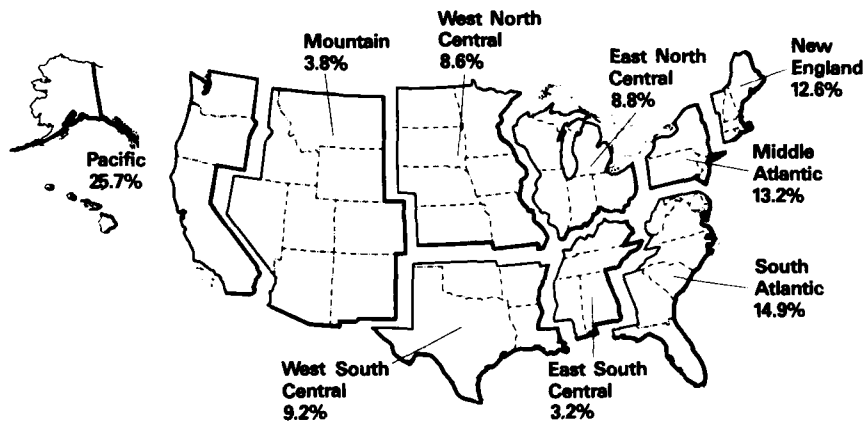 West North
Central
8.6%
Mountain
3.8%
East North
Central
8.8%
New
England
12.6%
Pacific
25.7%
Middle
Atlantic
13.2%
South
Atlantic
14.9%
West South
Central
9.2%
East South
Central
3.2%